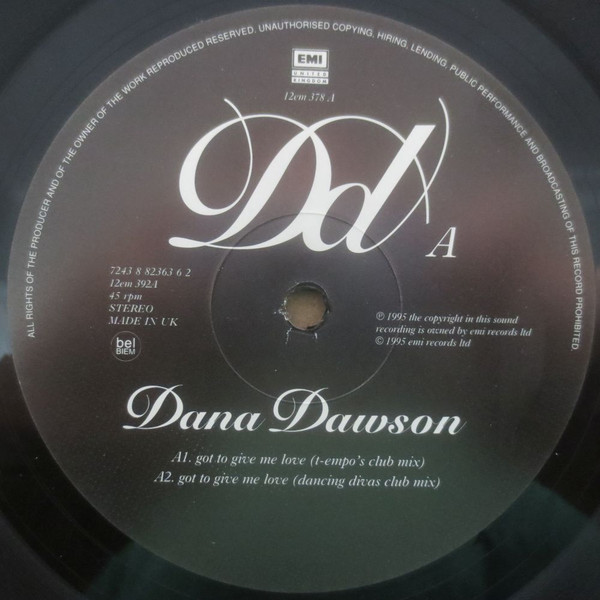 ALL RIGHTS OF THE PRODUCER AND OF THE OWNER OF THE WORK REPRODUCED RESERVED. UNAUTHORISED COPYING, HIRING, LENDING, PUBLIC PERFORMANCE AND BROADCASTING OF THIS RECORD PROHIBITED.
EMI
UNITED
KINGDOM
12em 378 A
Dd
A
7243 8 82363 6 2
12em 392A
45 rpm
STEREO
MADE IN UK
bel
BIEM
℗ 1995 the copyright in this sound
recording is owned by emi records ltd
© 1995 emi records ltd
Dana Dawson
A1. got to give me love (t-empo's club mix)
A2. got to give me love (dancing divas club mix)